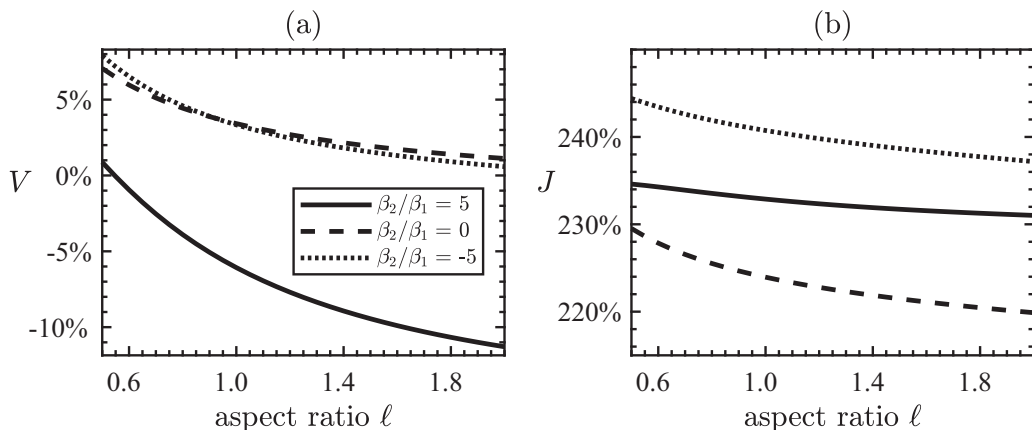 (a)
5%
0%
-5%
-10%
V
β₂/β₁ = 5
β₂/β₁ = 0
β₂/β₁ = -5
0.6 1.0 1.4 1.8
aspect ratio ℓ
(b)
240%
230%
220%
J
0.6 1.0 1.4 1.8
aspect ratio ℓ